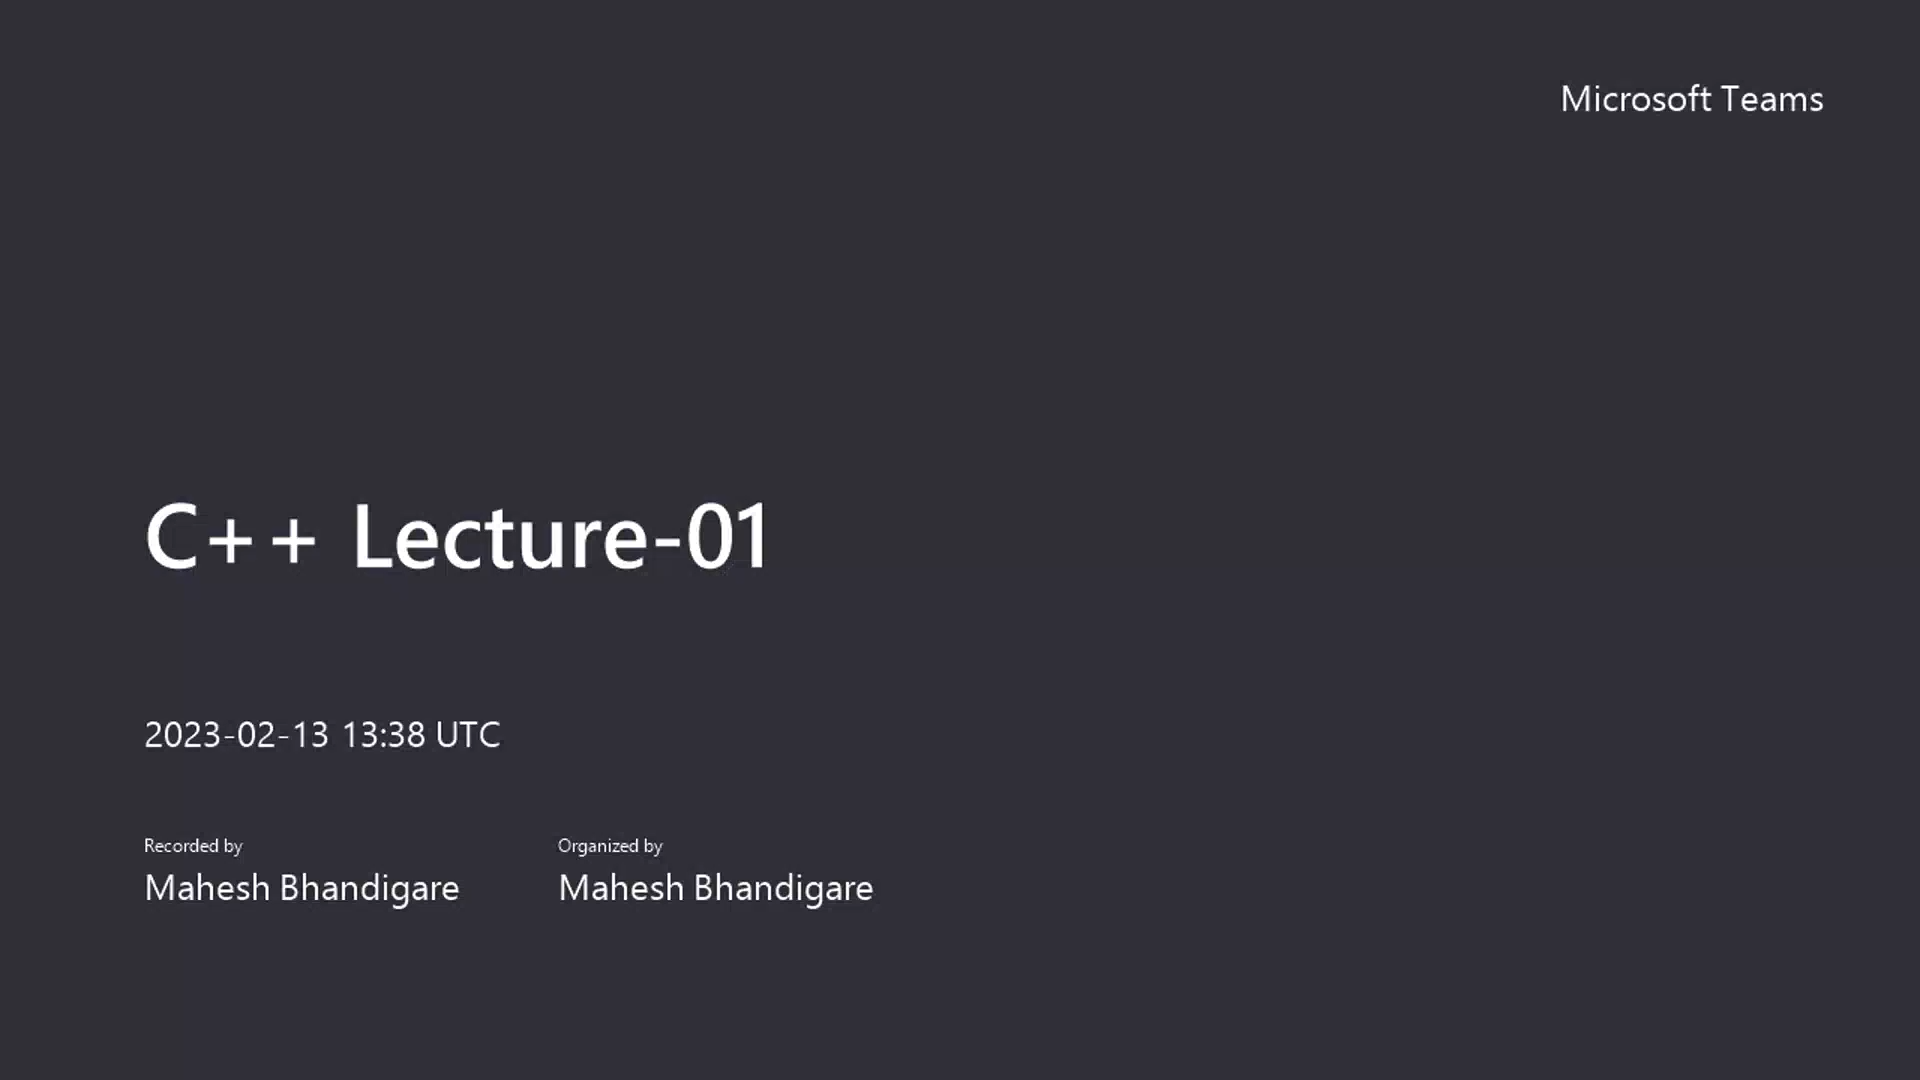 Microsoft Teams
C++ Lecture-01
2023-02-13 13:38 UTC
Recorded by
Mahesh Bhandigare
Organized by
Mahesh Bhandigare